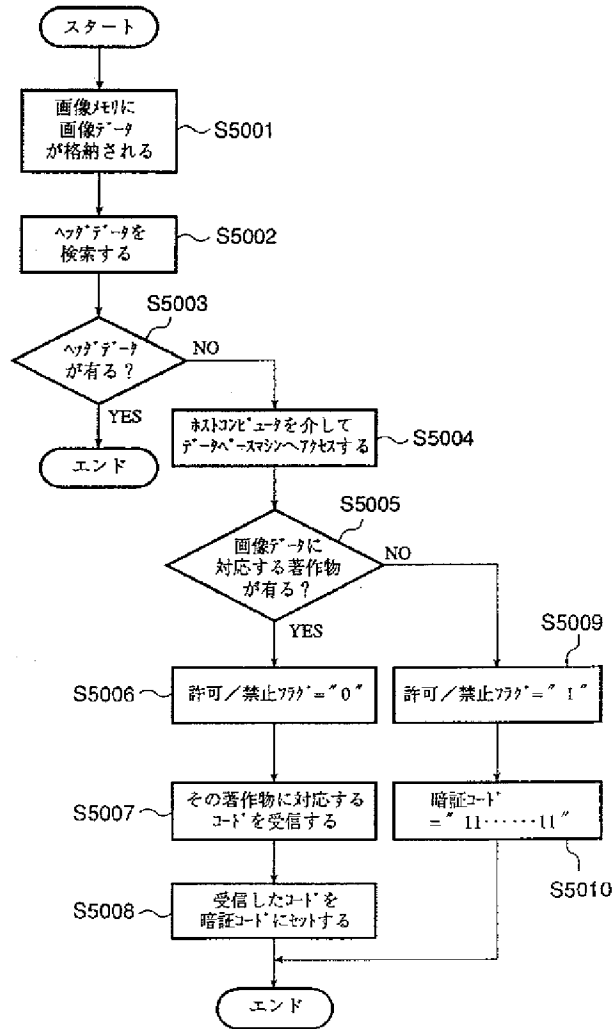 スタート
画像ﾒﾓﾘに
画像ﾃﾞｰﾀ
が格納される
S5001
ﾍｯﾀﾞﾃﾞｰﾀを
検索する
S5002
S5003
ﾍｯﾀﾞﾃﾞｰﾀ
が有る？
NO
YES
エンド
ﾎｽﾄｺﾝﾋﾟｭｰﾀを介して
ﾃﾞｰﾀﾍﾞｰｽﾏｼﾝへｱｸｾｽする
S5004
S5005
画像ﾃﾞｰﾀに
対応する著作物
が有る？
NO
YES
S5009
S5006
許可／禁止ﾌﾗｸﾞ="0"
許可／禁止ﾌﾗｸﾞ="1"
S5007
その著作物に対応する
ｺｰﾄﾞを受信する
暗証ｺｰﾄﾞ
="11……11"
S5010
S5008
受信したｺｰﾄﾞを
暗証ｺｰﾄﾞにｾｯﾄする
エンド